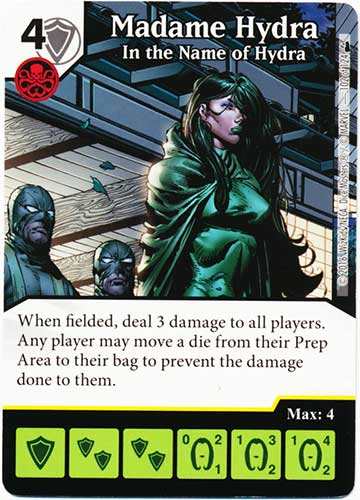 4
Madame Hydra
In the Name of Hydra
When fielded, deal 3 damage to all players.
Any player may move a die from their Prep
Area to their bag to prevent the damage
done to them.
Max: 4
0 2 1
1 3 2
1 4 2